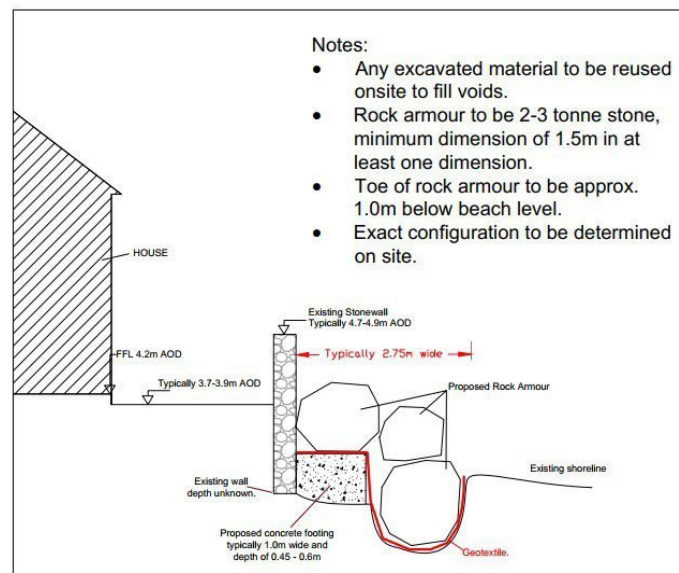 Notes:
• Any excavated material to be reused
onsite to fill voids.
• Rock armour to be 2-3 tonne stone,
minimum dimension of 1.5m in at
least one dimension.
• Toe of rock armour to be approx.
1.0m below beach level.
• Exact configuration to be determined
on site.
HOUSE
Existing Stonewall
Typically 4.7-4.9m AOD
FFL 4.2m AOD
Typically 2.75m wide
Typically 3.7-3.9m AOD
Proposed Rock Armour
Existing shoreline
Existing wall
depth unknown.
Proposed concrete footing
typically 1.0m wide and
depth of 0.45 - 0.6m
Geotextile.